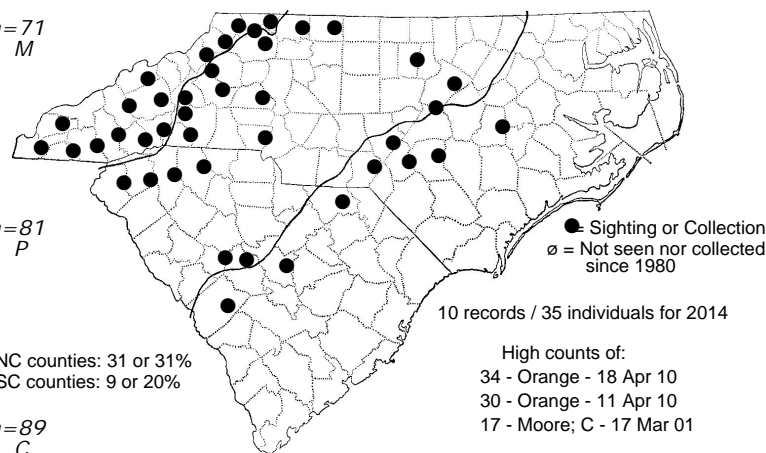 n=71
M
n=81
P
= Sighting or Collection
ø = Not seen nor collected
since 1980
10 records / 35 individuals for 2014
NC counties: 31 or 31%
SC counties: 9 or 20%
High counts of:
34 - Orange - 18 Apr 10
30 - Orange - 11 Apr 10
17 - Moore; C - 17 Mar 01
n=89
C